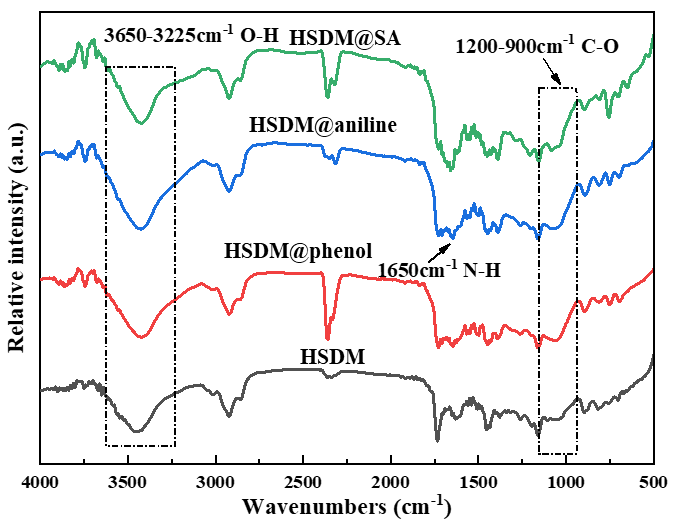 3650-3225cm⁻¹ O-H
HSDM@SA
1200-900cm⁻¹ C-O
HSDM@aniline
HSDM@phenol
1650cm⁻¹ N-H
HSDM
Relative intensity (a.u.)
4000 3500 3000 2500 2000 1500 1000 500
Wavenumbers (cm⁻¹)